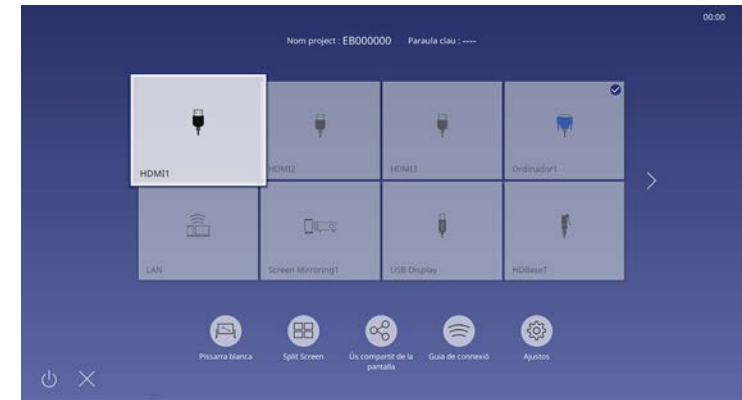 00:00
Nom project : EB000000 Paraula clau : ----
HDMI1
HDMI2
HDMI3
Ordinador1
LAN
Screen Mirroring1
USB Display
HDBaseT
Pissarra blanca
Split Screen
Ús compartit de la
pantalla
Guia de connexió
Ajustos